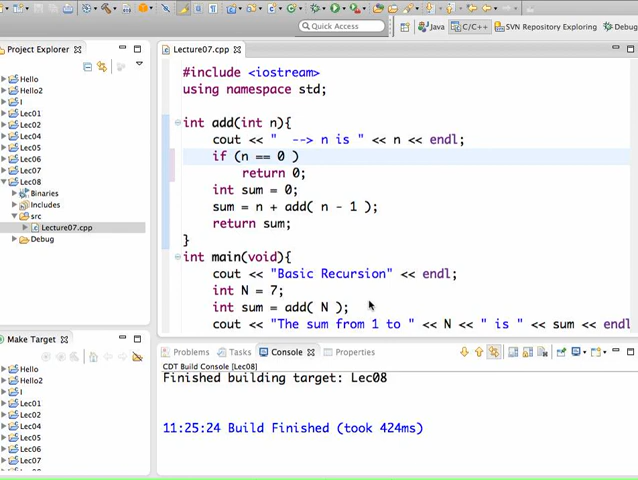 Quick Access
Java
C/C++
SVN Repository Exploring
Debug
Project Explorer
Hello
Hello2
I
Lec01
Lec02
Lec04
Lec05
Lec06
Lec07
Lec08
Binaries
Includes
src
Lecture07.cpp
Debug
Lecture07.cpp
#include <iostream>
using namespace std;
int add(int n){
cout << " --> n is " << n << endl;
if (n == 0 )
return 0;
int sum = 0;
sum = n + add( n - 1 );
return sum;
}
int main(void){
cout << "Basic Recursion" << endl;
int N = 7;
int sum = add( N );
cout << "The sum from 1 to " << N << " is " << sum << endl
Make Target
Hello
Hello2
I
Lec01
Lec02
Lec04
Lec05
Lec06
Lec07
Problems
Tasks
Console
Properties
CDT Build Console [Lec08]
Finished building target: Lec08
11:25:24 Build Finished (took 424ms)